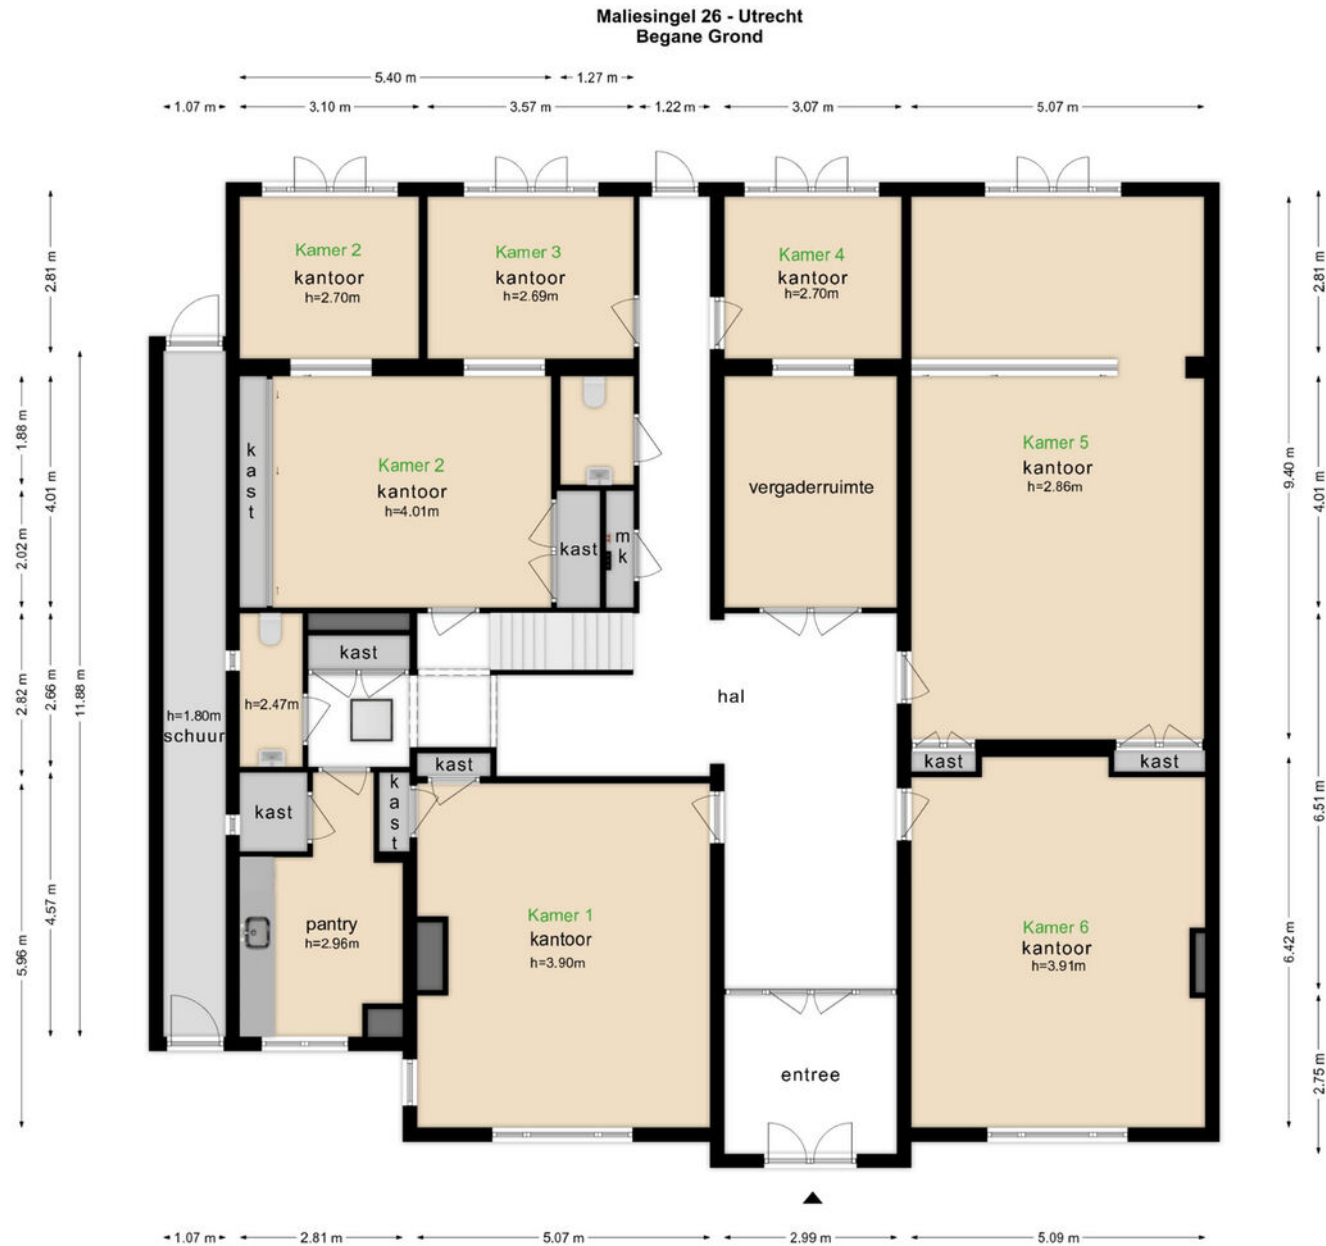 Maliesingel 26 - Utrecht
Begane Grond
5.40 m
1.27 m
1.07 m
3.10 m
3.57 m
1.22 m
3.07 m
5.07 m
2.81 m
1.88 m
4.01 m
2.02 m
2.82 m
2.66 m
11.88 m
5.96 m
4.57 m
Kamer 2
kantoor
h=2.70m
Kamer 3
kantoor
h=2.69m
Kamer 4
kantoor
h=2.70m
kast
Kamer 2
kantoor
h=4.01m
kast
mk
vergaderruimte
Kamer 5
kantoor
h=2.86m
kast
h=2.47m
h=1.80m
schuur
hal
kast
kast
kast
kast
kast
pantry
h=2.96m
Kamer 1
kantoor
h=3.90m
Kamer 6
kantoor
h=3.91m
entree
9.40 m
2.81 m
4.01 m
6.51 m
6.42 m
2.75 m
1.07 m
2.81 m
5.07 m
2.99 m
5.09 m